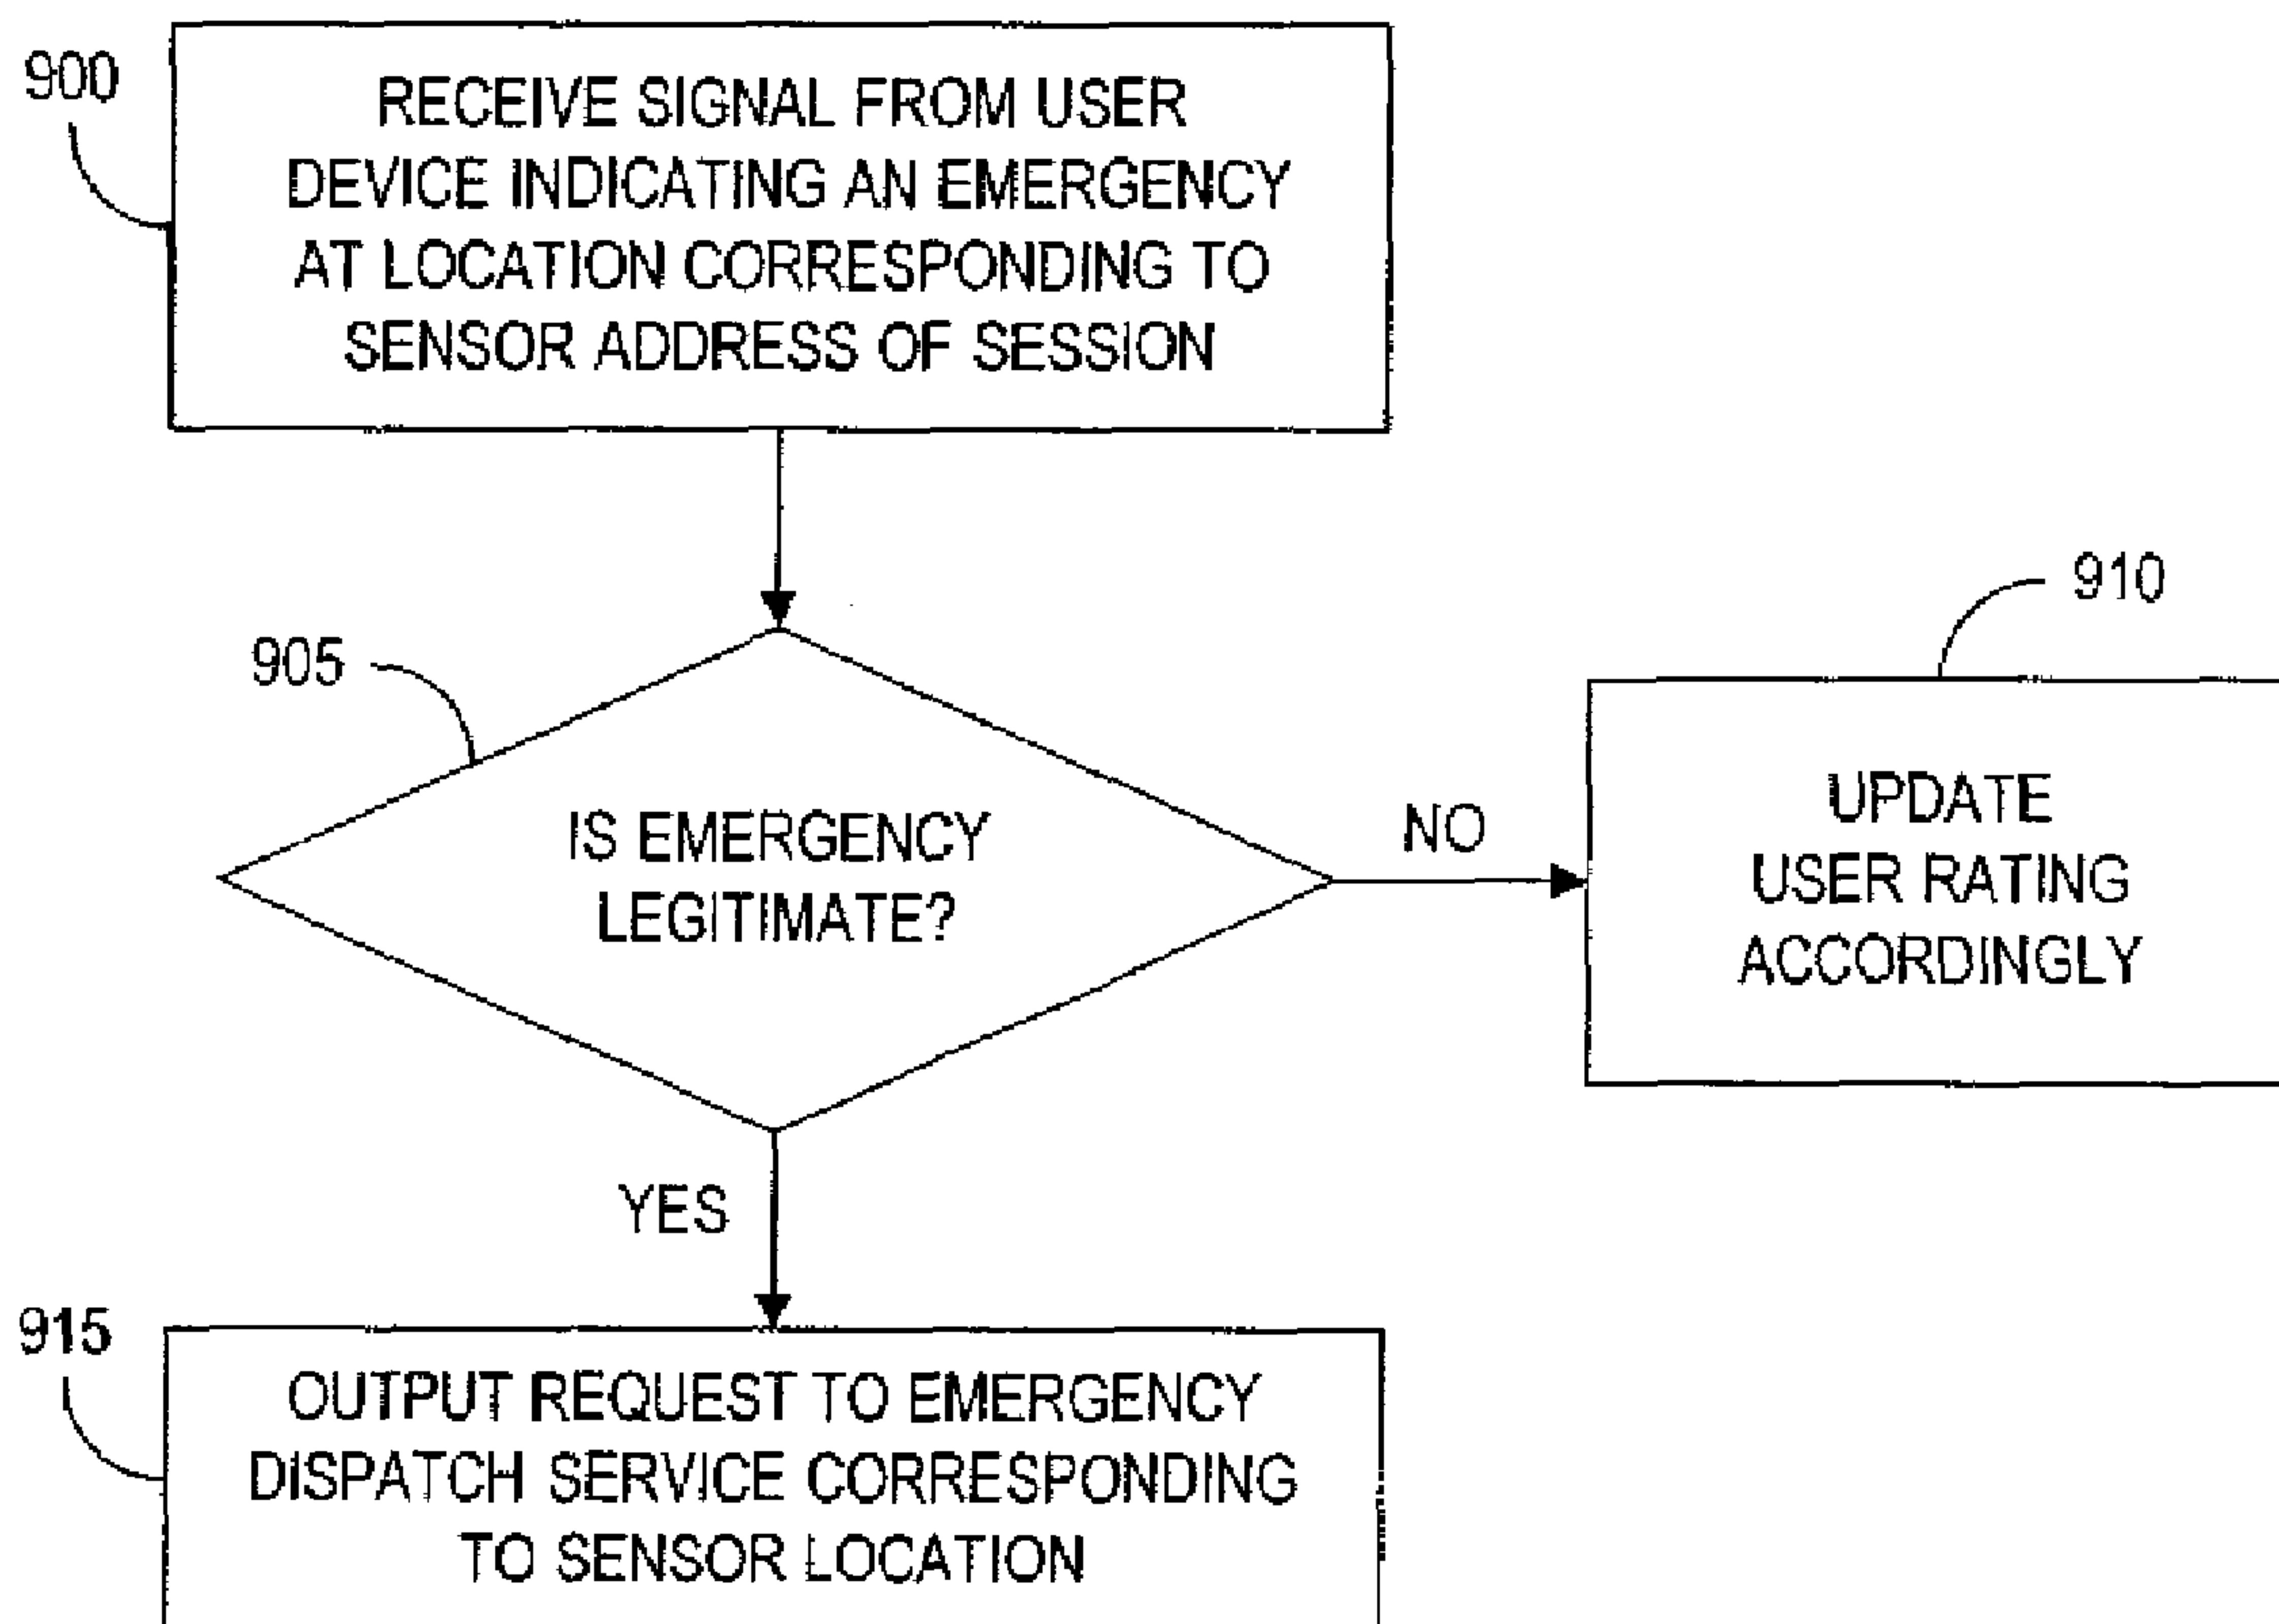 900
RECEIVE SIGNAL FROM USER
DEVICE INDICATING AN EMERGENCY
AT LOCATION CORRESPONDING TO
SENSOR ADDRESS OF SESSION
905
IS EMERGENCY
LEGITIMATE?
NO
910
UPDATE
USER RATING
ACCORDINGLY
YES
915
OUTPUT REQUEST TO EMERGENCY
DISPATCH SERVICE CORRESPONDING
TO SENSOR LOCATION